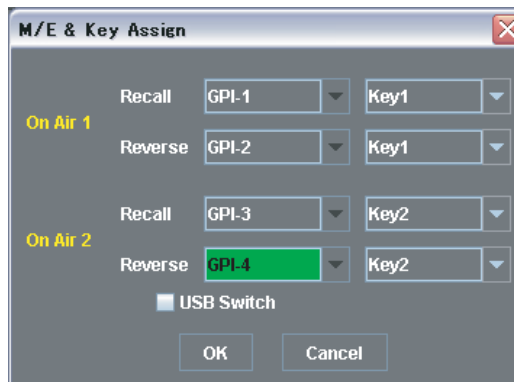 M/E & Key Assign
Recall GPI-1 Key1
On Air 1
Reverse GPI-2 Key1
Recall GPI-3 Key2
On Air 2
Reverse GPI-4 Key2
USB Switch
OK Cancel